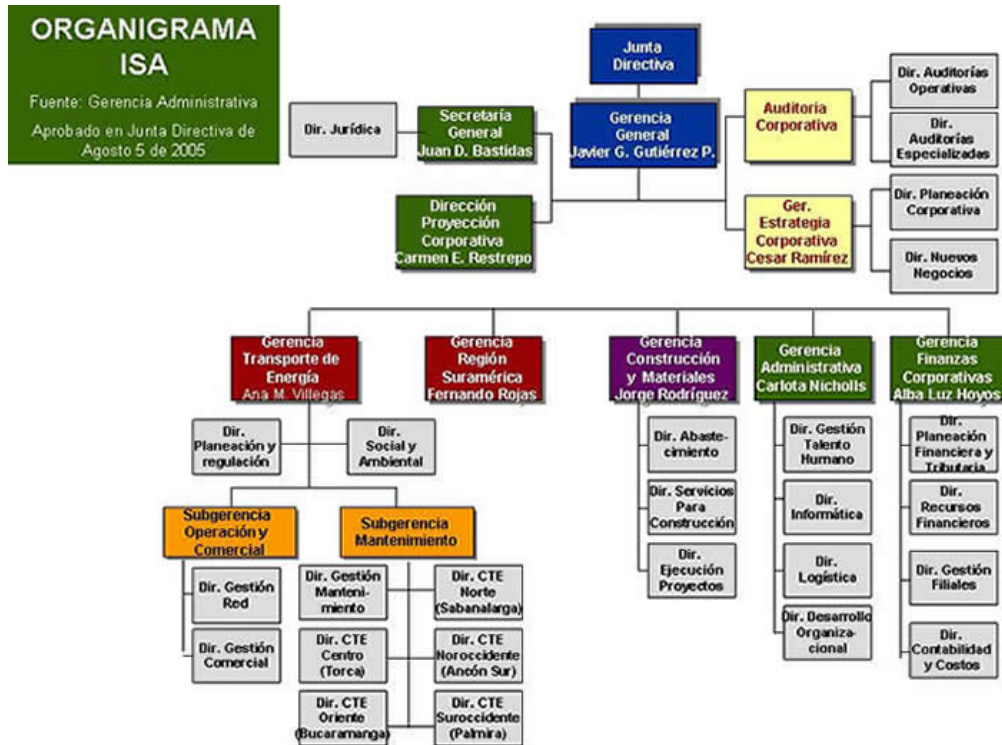 ORGANIGRAMA
ISA
Fuente: Gerencia Administrativa
Aprobado en Junta Directiva de
Agosto 5 de 2005
Junta
Directiva
Gerencia
General
Javier G. Gutiérrez P.
Dir. Jurídica
Secretaría
General
Juan D. Bastidas
Dirección
Proyección
Corporativa
Carmen E. Restrepo
Auditoria
Corporativa
Dir. Auditorías
Operativas
Dir.
Auditorías
Especializadas
Ger.
Estrategia
Corporativa
Cesar Ramírez
Dir. Planeación
Corporativa
Dir. Nuevos
Negocios
Gerencia
Transporte de
Energía
Ana M. Villegas
Gerencia
Región
Suramérica
Fernando Rojas
Gerencia
Construcción
y Materiales
Jorge Rodríguez
Gerencia
Administrativa
Carlota Nicholls
Gerencia
Finanzas
Corporativas
Alba Luz Hoyos
Dir.
Planeación y
regulación
Dir.
Social y
Ambiental
Subgerencia
Operación y
Comercial
Subgerencia
Mantenimiento
Dir. Gestión
Red
Dir. Gestión
Comercial
Dir. Gestión
Manteni-
miento
Dir. CTE
Centro
(Torca)
Dir. CTE
Oriente
(Bucaramanga)
Dir. CTE
Norte
(Sabanalarga)
Dir. CTE
Noroccidente
(Ancón Sur)
Dir. CTE
Suroccidente
(Palmira)
Dir. Abaste-
cimiento
Dir. Servicios
Para
Construcción
Dir.
Ejecución
Proyectos
Dir. Gestión
Talento
Humano
Dir.
Informática
Dir.
Logística
Dir. Desarrollo
Organiza-
cional
Dir.
Planeación
Financiera y
Tributaria
Dir.
Recursos
Financieros
Dir. Gestión
Filiales
Dir.
Contabilidad
y Costos